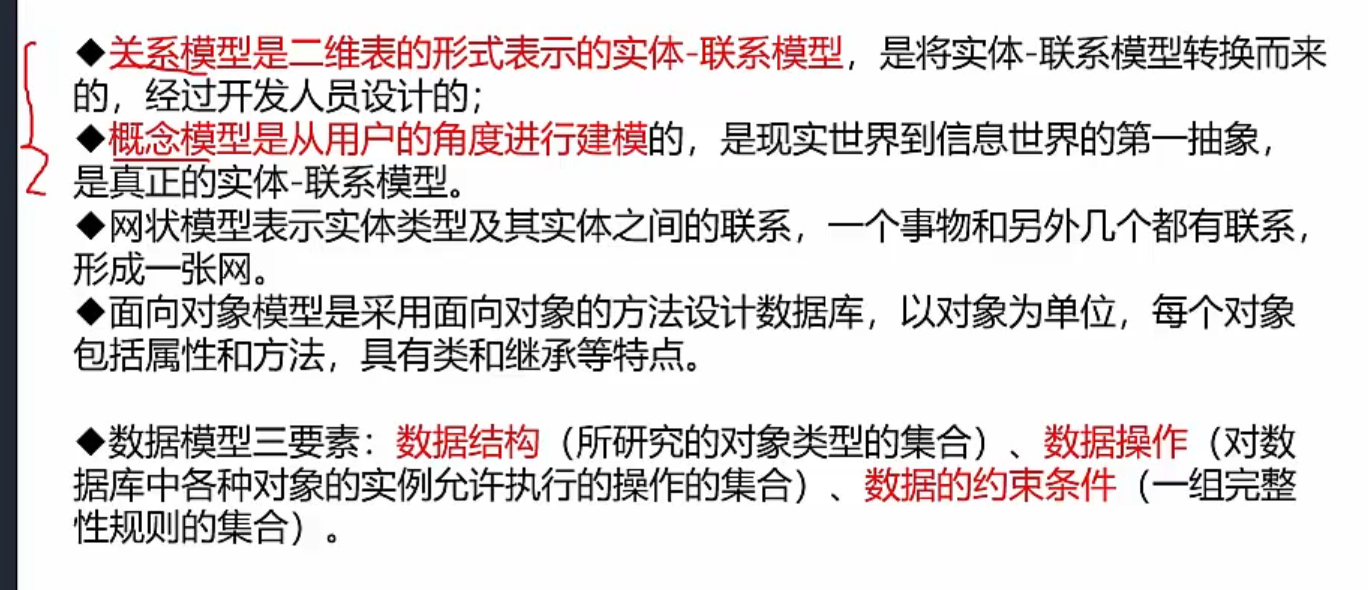 ◆关系模型是二维表的形式表示的实体-联系模型，是将实体-联系模型转换而来
的，经过开发人员设计的；
◆概念模型是从用户的角度进行建模的，是现实世界到信息世界的第一抽象，
是真正的实体-联系模型。
◆网状模型表示实体类型及其实体之间的联系，一个事物和另外几个都有联系，
形成一张网。
◆面向对象模型是采用面向对象的方法设计数据库，以对象为单位，每个对象
包括属性和方法，具有类和继承等特点。
◆数据模型三要素：数据结构（所研究的对象类型的集合）、数据操作（对数
据库中各种对象的实例允许执行的操作的集合）、数据的约束条件（一组完整
性规则的集合）。